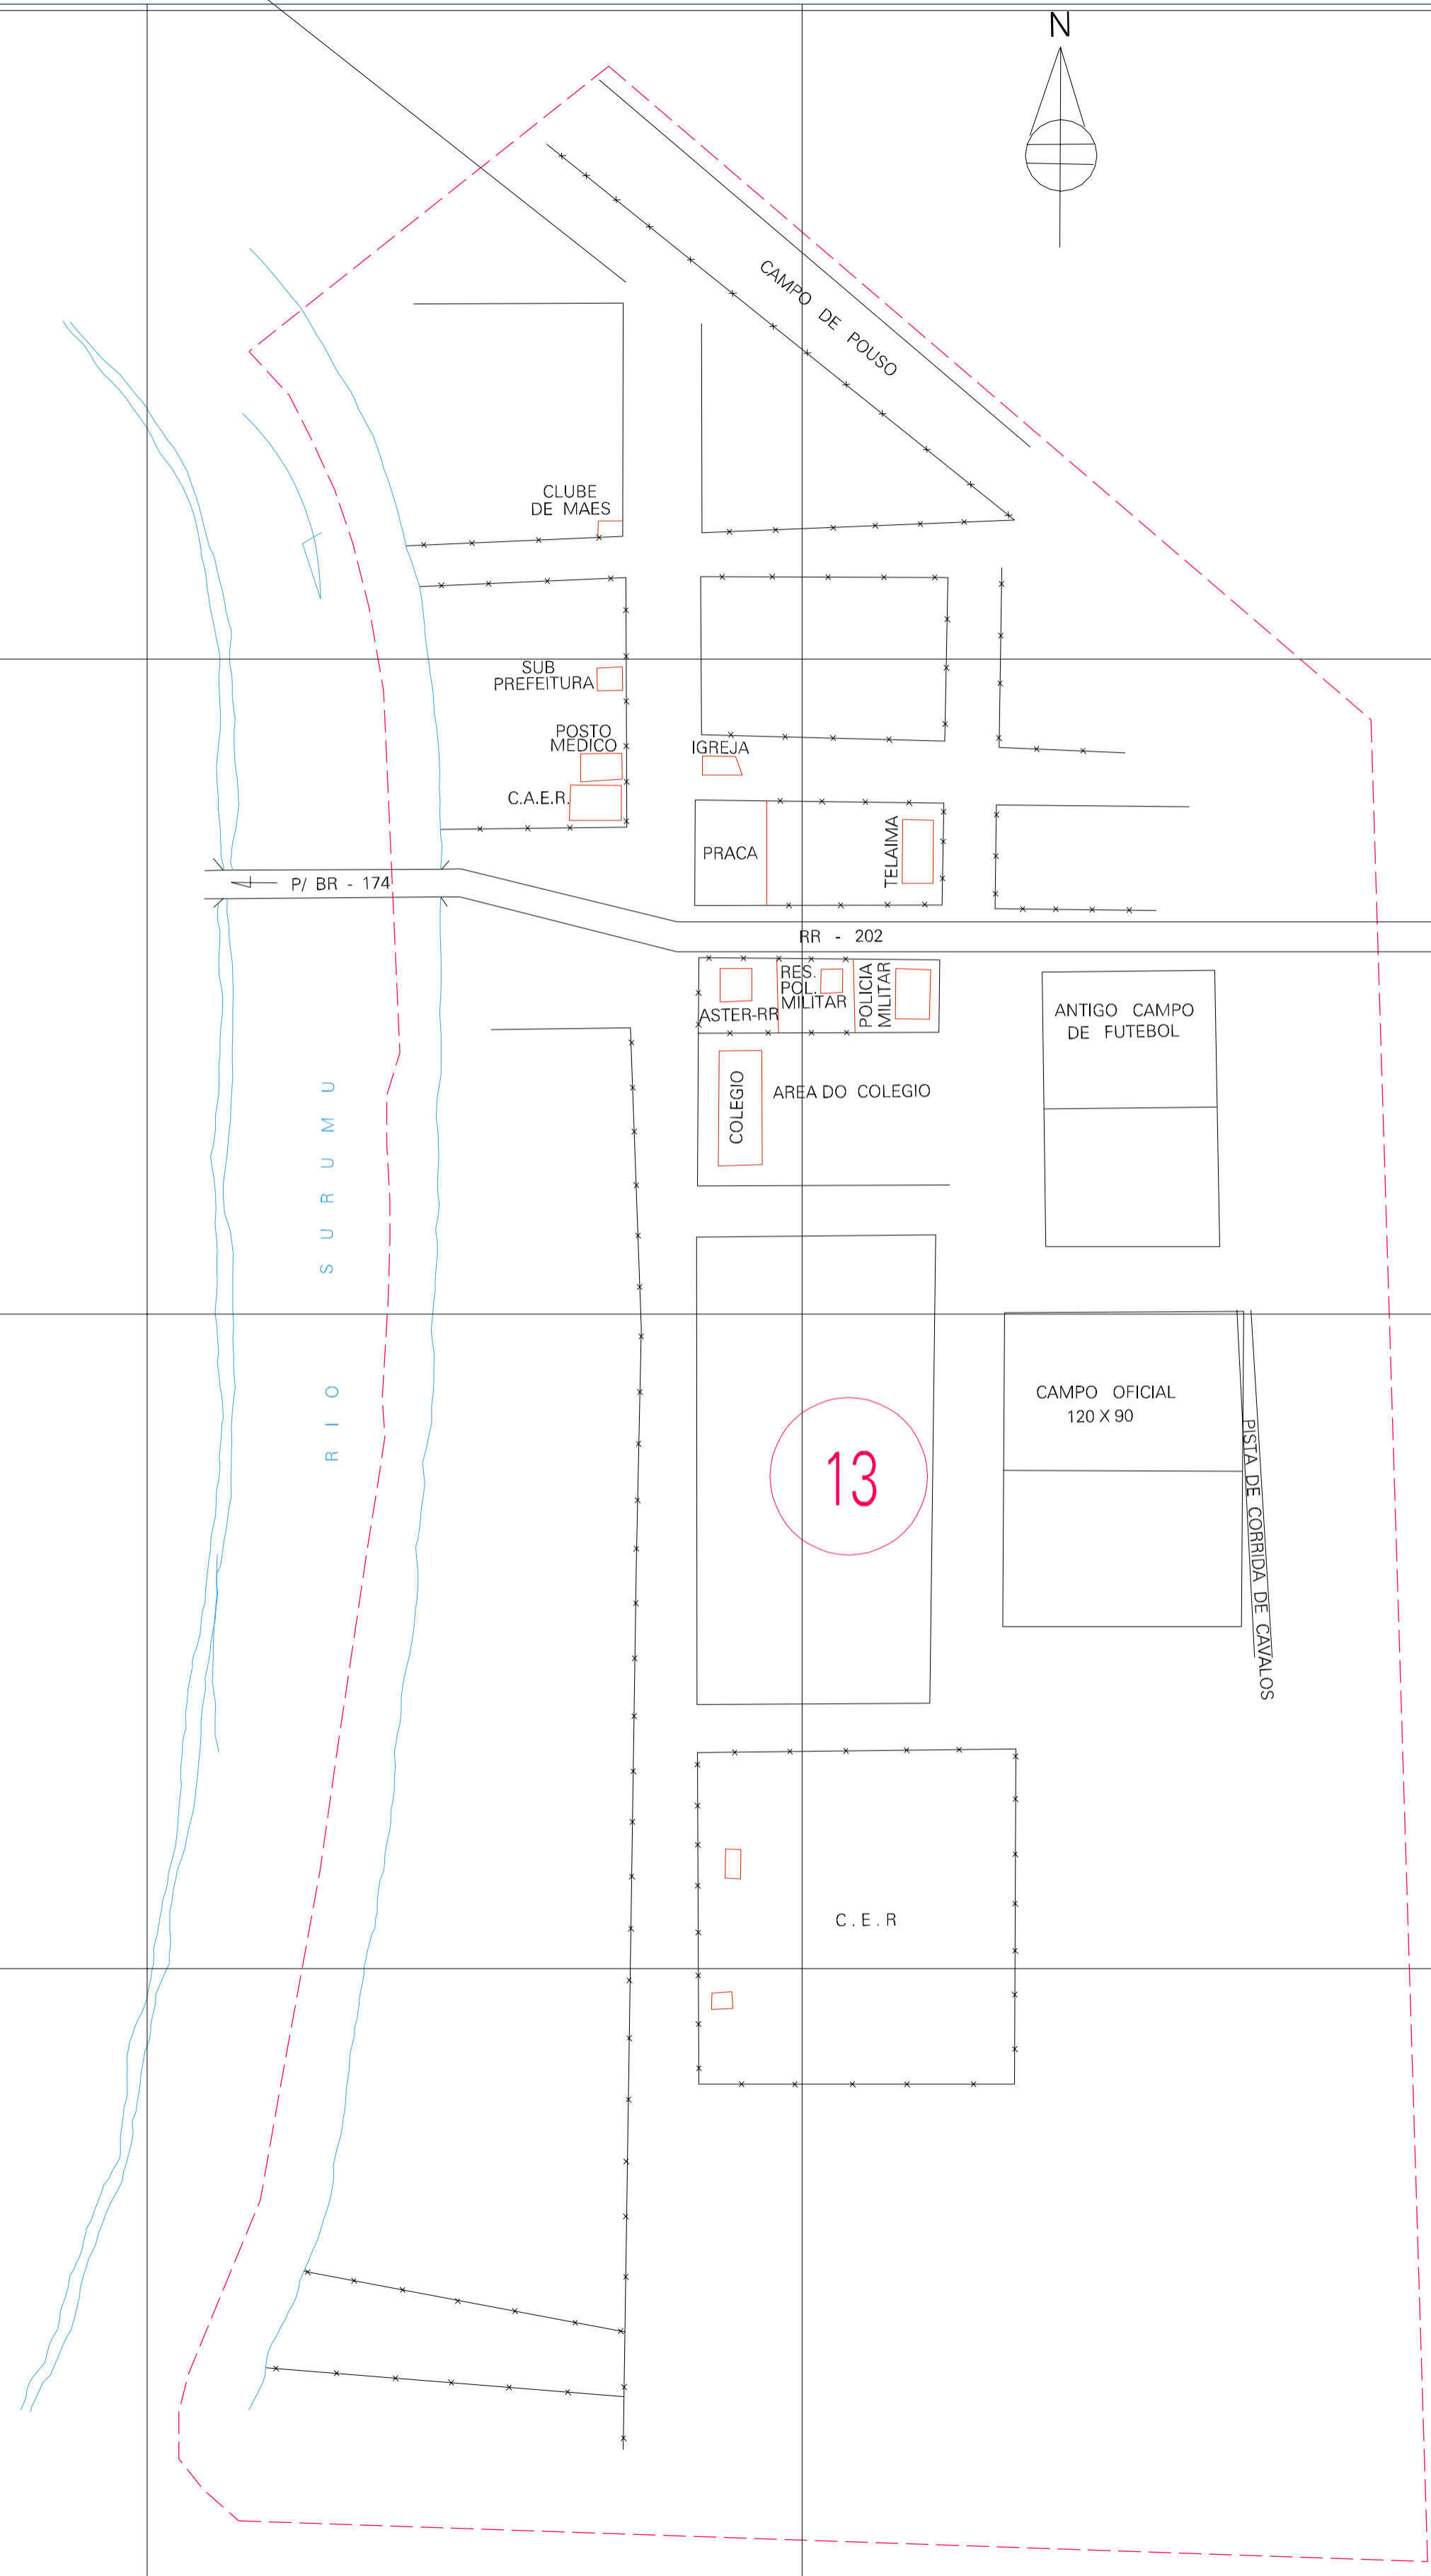 N
CAMPO DE POUSO
CLUBE
DE MAES
SUB
PREFEITURA
POSTO
MEDICO
IGREJA
C.A.E.R.
PRACA
TELAIMA
P/ BR - 174
RR - 202
RES.
POL.
MILITAR
POLICIA
MILITAR
ASTER-RR
ANTIGO CAMPO
DE FUTEBOL
COLEGIO
AREA DO COLEGIO
RIO SURUMU
CAMPO OFICIAL
120 X 90
13
PISTA DE CORRIDA DE CAVALOS
C.E.R